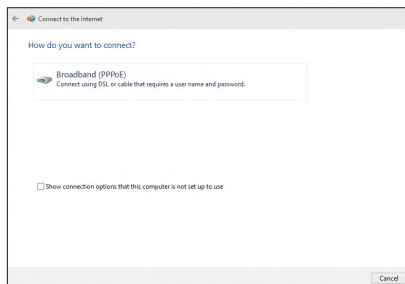 Connect to the Internet
How do you want to connect?
Broadband (PPPoE)
Connect using DSL or cable that requires a user name and password.
Show connection options that this computer is not set up to use
Cancel